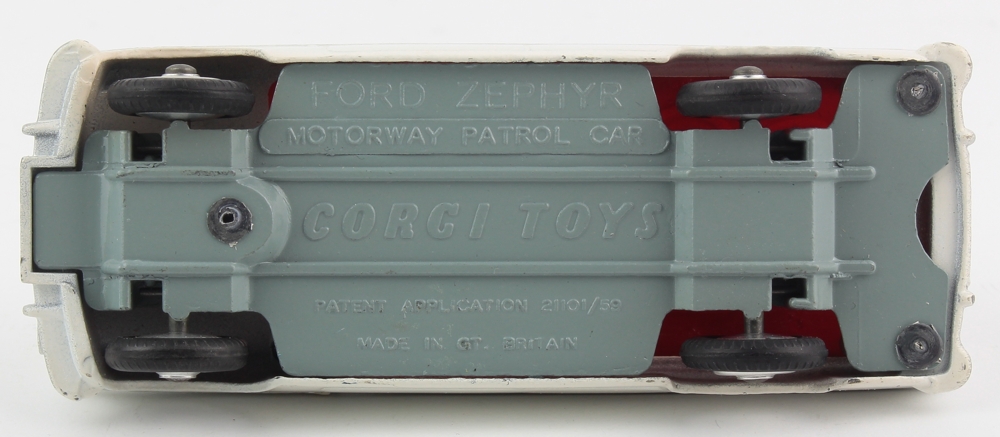 FORD ZEPHYR
MOTORWAY PATROL CAR
CORGI TOYS
PATENT APPLICATION 21101/59
MADE IN GT. BRITAIN